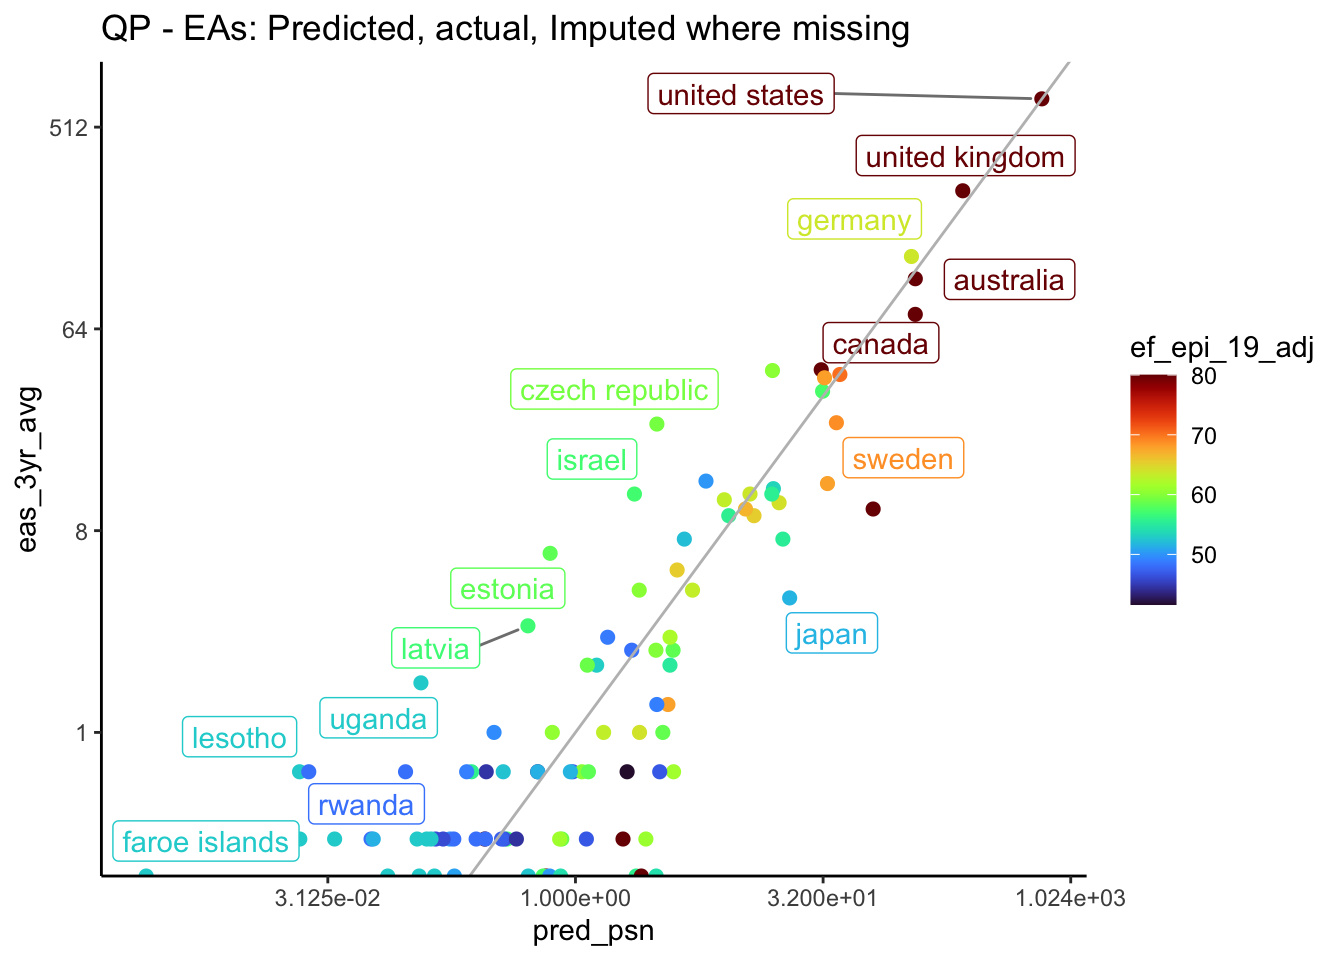 QP - EAs: Predicted, actual, Imputed where missing
united states
512
united kingdom
germany
australia
64
canada
ef_epi_19_adj
80
czech republic
70
israel
sweden
60
eas_3yr_avg
8
50
estonia
japan
latvia
uganda
1
lesotho
rwanda
faroe islands
3.125e-02
1.000e+00
3.200e+01
1.024e+03
pred_psn